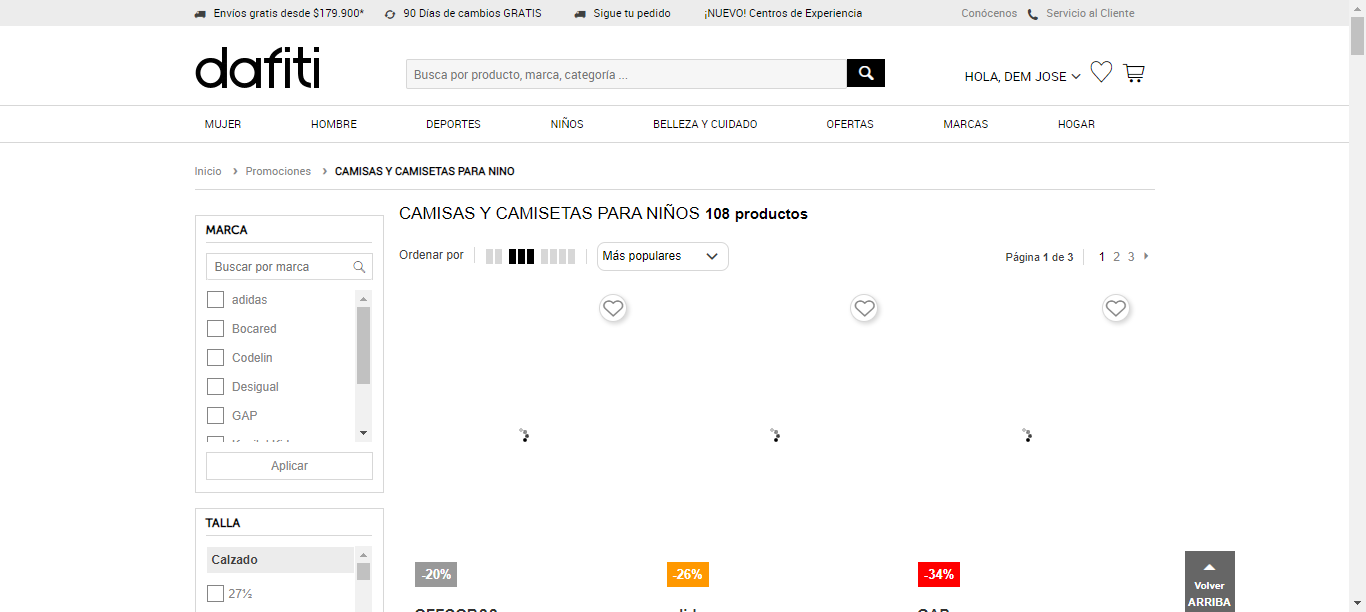 Envíos gratis desde $179.900* 90 Días de cambios GRATIS Sigue tu pedido ¡NUEVO! Centros de Experiencia Conócenos Servicio al Cliente
dafiti
Busca por producto, marca, categoría ...
HOLA, DEM JOSE
MUJER HOMBRE DEPORTES NIÑOS BELLEZA Y CUIDADO OFERTAS MARCAS HOGAR
Inicio Promociones CAMISAS Y CAMISETAS PARA NINO
CAMISAS Y CAMISETAS PARA NIÑOS 108 productos
Ordenar por Más populares Página 1 de 3 1 2 3
MARCA
Buscar por marca
adidas
Bocared
Codelin
Desigual
GAP
Aplicar
TALLA
Calzado
27½
-20% -26% -34%
Volver
ARRIBA